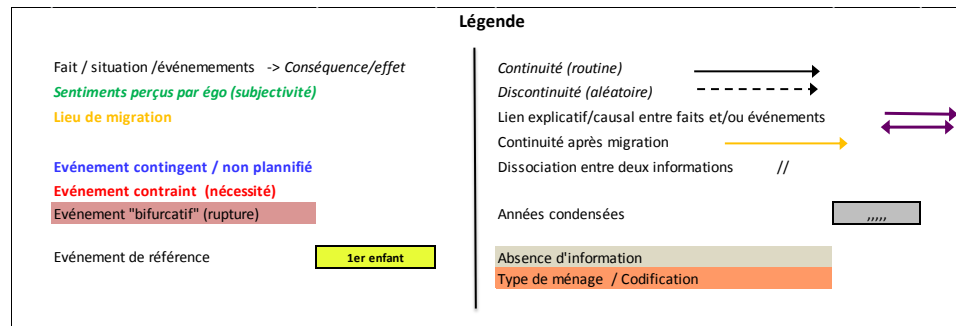 Légende
Fait / situation /événemements -> Conséquence/effet
Sentiments perçus par égo (subjectivité)
Lieu de migration
Evénement contingent / non plannifié
Evénement contraint (nécessité)
Evénement "bifurcatif" (rupture)
Evénement de référence
1er enfant
Continuité (routine)
Discontinuité (aléatoire)
Lien explicatif/causal entre faits et/ou événements
Continuité après migration
Dissociation entre deux informations //
Années condensées
,,,,,
Absence d'information
Type de ménage / Codification